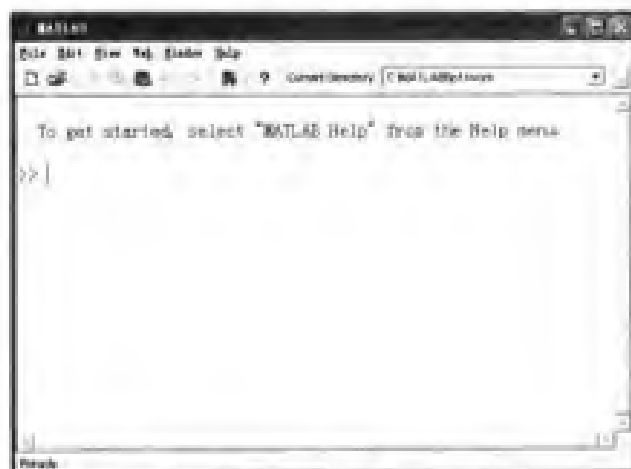 MATLAB
File Edit View Web Window Help
? Current Directory:
To get started, select "MATLAB Help" from the Help menu
>>
Ready